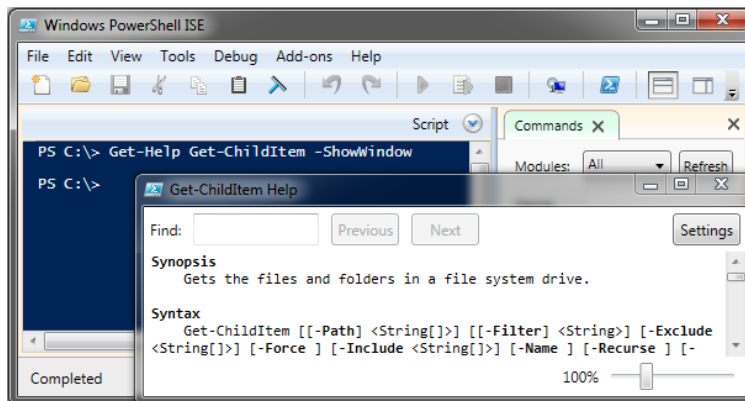 Windows PowerShell ISE
File Edit View Tools Debug Add-ons Help
Script
Commands
PS C:\> Get-Help Get-ChildItem -ShowWindow
Modules: All Refresh
PS C:\>
Get-ChildItem Help
Find: Previous Next Settings
Synopsis
Gets the files and folders in a file system drive.
Syntax
Get-ChildItem [[-Path] <String[]>] [[-Filter] <String>] [-Exclude
<String[]>] [-Force ] [-Include <String[]>] [-Name ] [-Recurse ] [-
Completed
100%